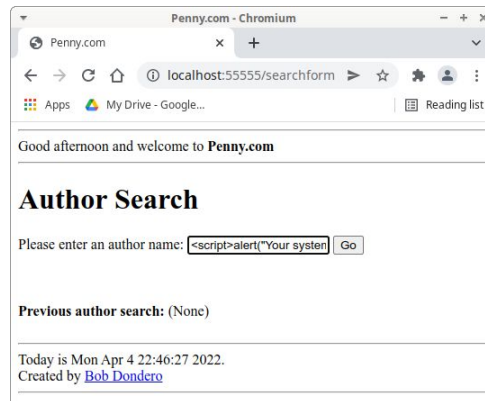 Penny.com - Chromium
Penny.com
localhost:55555/searchform
Apps My Drive - Google... Reading list
Good afternoon and welcome to Penny.com
Author Search
Please enter an author name: <script>alert("Your system Go
Previous author search: (None)
Today is Mon Apr 4 22:46:27 2022.
Created by Bob Dondero